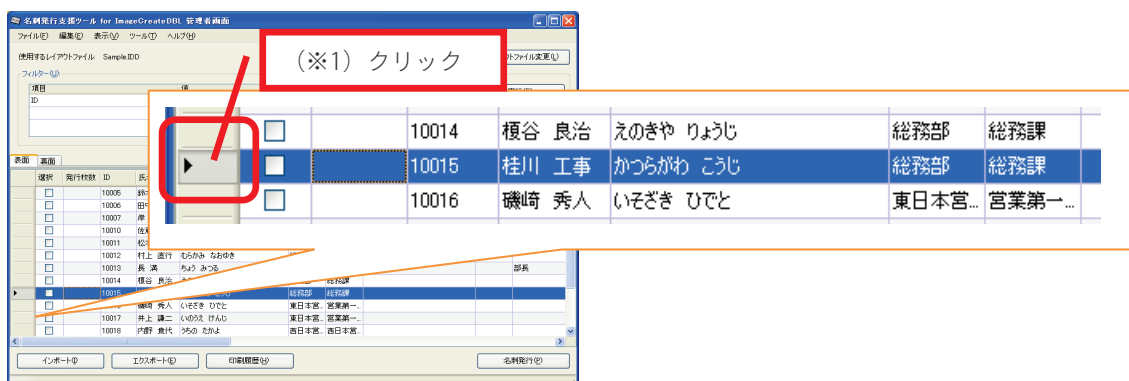 名刺発行支援ツール for ImageCreateDBL 管理者画面
ファイル(F) 編集(E) 表示(V) ツール(T) ヘルプ(H)
使用するレイアウトファイル Sample.IDD
トファイル変更(L)
フィルター(U)
項目 値
ID
(※1) クリック
10014 榎谷 良治 えのきや りょうじ 総務部 総務課
10015 桂川 工事 かつらがわ こうじ 総務部 総務課
10016 磯崎 秀人 いそざき ひでと 東日本営... 営業第一...
表面 裏面
選択 発行枚数 ID 氏
10005 鈴
10006 田
10007 岸
10010 佐
10011 松
10012 村上 直行 むらかみ なおゆき
10013 長 満 ちょう みつる 部長
10014 榎谷 良治 総務課
10015 総務部 総務課
磯崎 秀人 いそざき ひでと 東日本営... 営業第一...
10017 井上 謙二 いのうえ けんじ 東日本営... 営業第一...
10018 内野 貴代 うちの たかよ 西日本営... 西日本営...
インポート(I) エクスポート(E) 印刷履歴(H) 名刺発行(P)